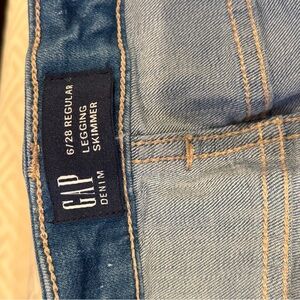 GAP
DENIM
6/28 REGULAR
LEGGING
SKIMMER